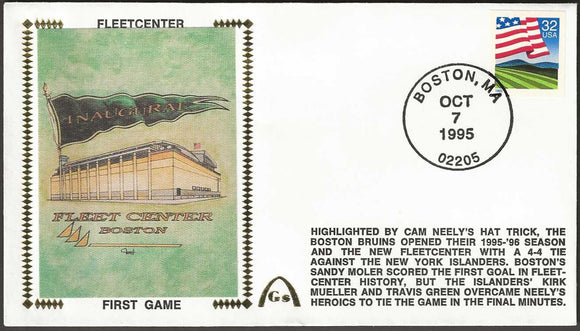 FLEETCENTER
INAUGURAL
FLEET CENTER
BOSTON
FIRST GAME
32
USA
BOSTON, MA
OCT
7
1995
02205
Gs
HIGHLIGHTED BY CAM NEELY'S HAT TRICK, THE
BOSTON BRUINS OPENED THEIR 1995-'96 SEASON
AND THE NEW FLEETCENTER WITH A 4-4 TIE
AGAINST THE NEW YORK ISLANDERS. BOSTON'S
SANDY MOLER SCORED THE FIRST GOAL IN FLEET-
CENTER HISTORY, BUT THE ISLANDERS' KIRK
MUELLER AND TRAVIS GREEN OVERCAME NEELY'S
HEROICS TO TIE THE GAME IN THE FINAL MINUTES.